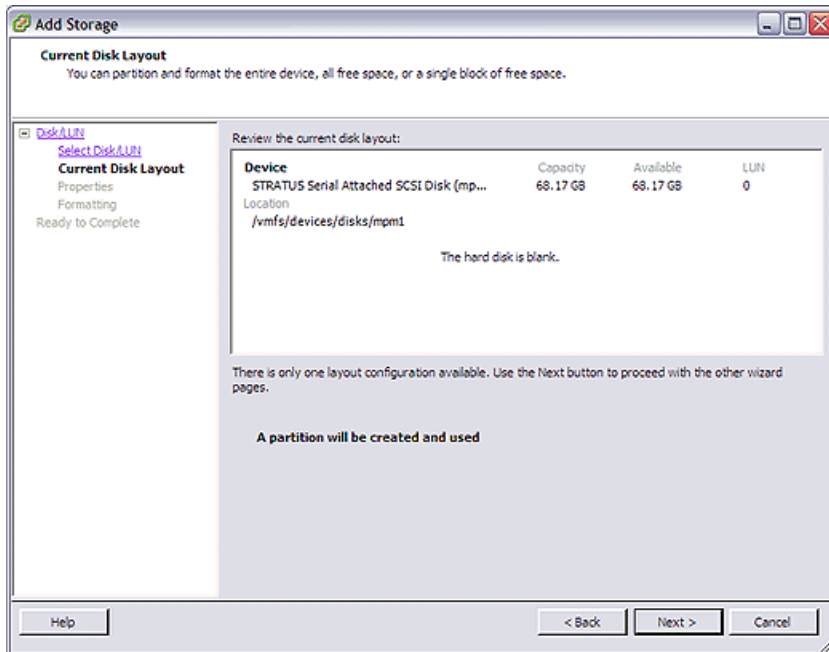 Add Storage
Current Disk Layout
You can partition and format the entire device, all free space, or a single block of free space.
Disk/LUN
Select Disk/LUN
Current Disk Layout
Properties
Formatting
Ready to Complete
Review the current disk layout:
Device Capacity Available LUN
STRATUS Serial Attached SCSI Disk (mp... 68.17 GB 68.17 GB 0
Location
/vmfs/devices/disks/mpm1
The hard disk is blank.
There is only one layout configuration available. Use the Next button to proceed with the other wizard
pages.
A partition will be created and used
Help < Back Next > Cancel